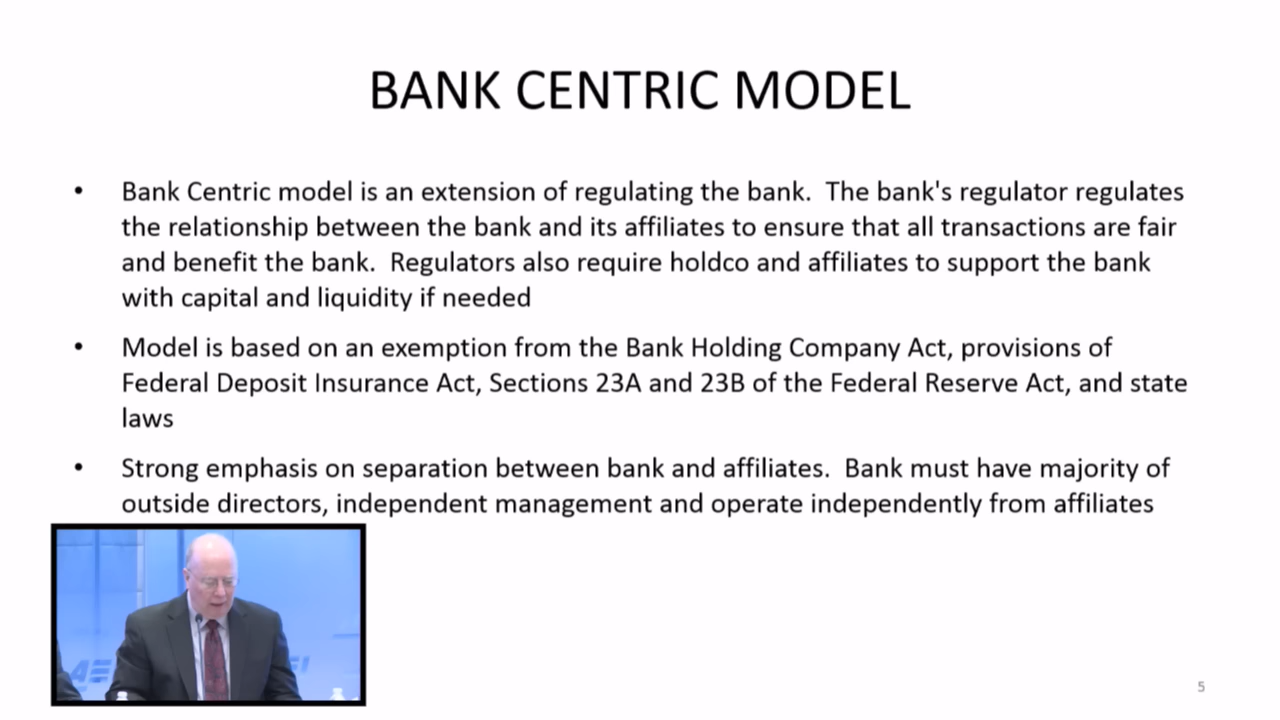 BANK CENTRIC MODEL
• Bank Centric model is an extension of regulating the bank.  The bank's regulator regulates
the relationship between the bank and its affiliates to ensure that all transactions are fair
and benefit the bank.  Regulators also require holdco and affiliates to support the bank
with capital and liquidity if needed
• Model is based on an exemption from the Bank Holding Company Act, provisions of
Federal Deposit Insurance Act, Sections 23A and 23B of the Federal Reserve Act, and state
laws
• Strong emphasis on separation between bank and affiliates.  Bank must have majority of
outside directors, independent management and operate independently from affiliates
5